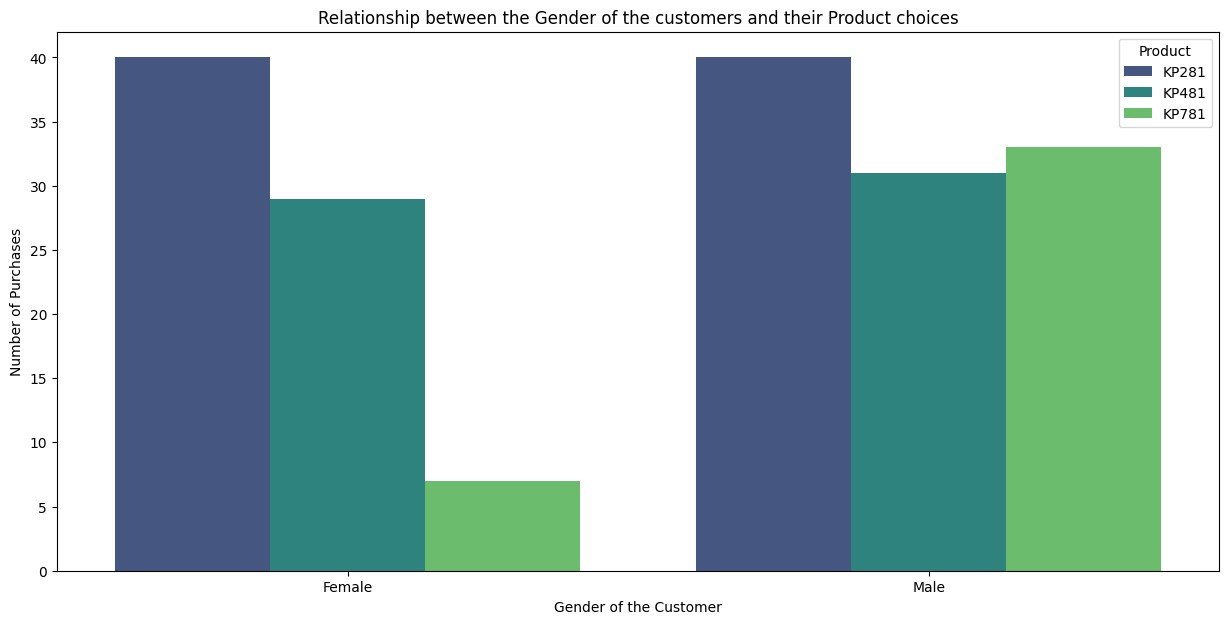 Relationship between the Gender of the customers and their Product choices
Product
KP281
KP481
KP781
40
35
30
25
20
15
10
5
0
Number of Purchases
Female
Male
Gender of the Customer